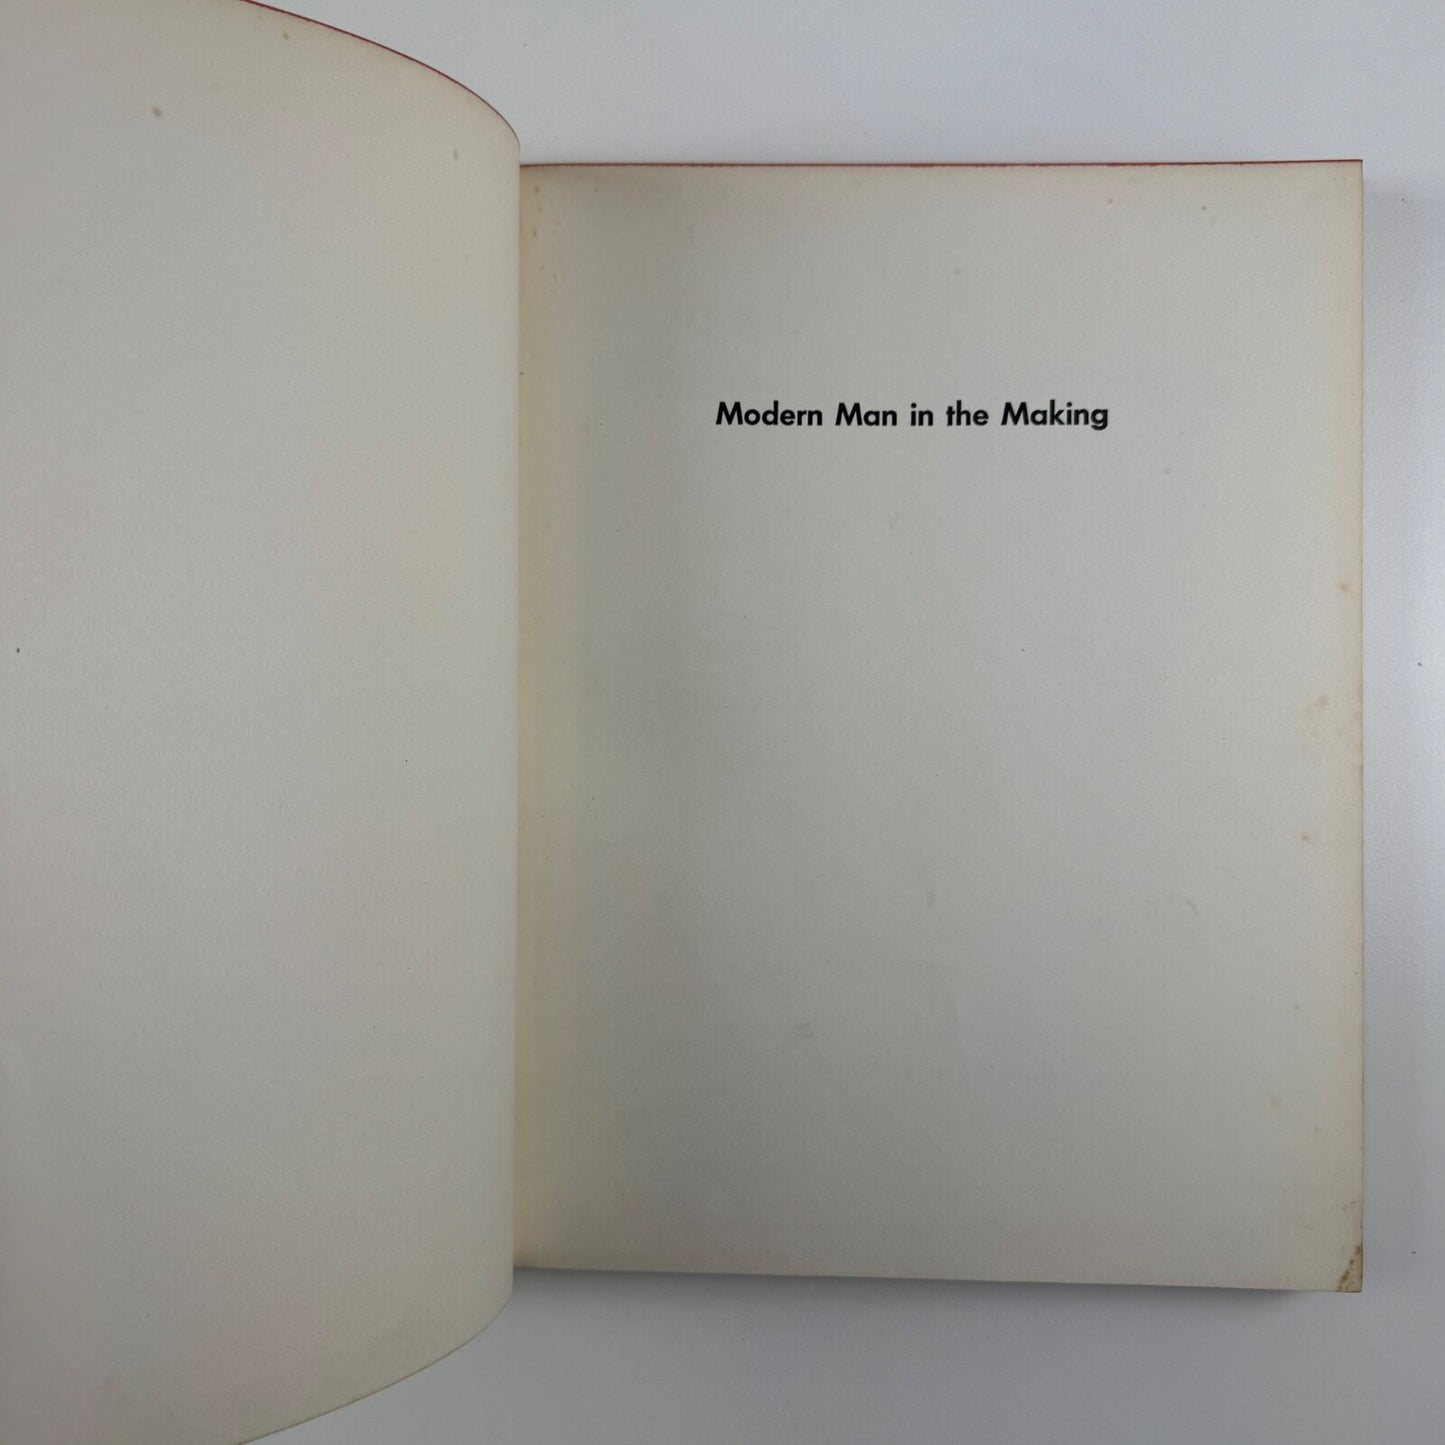 Modern Man in the Making